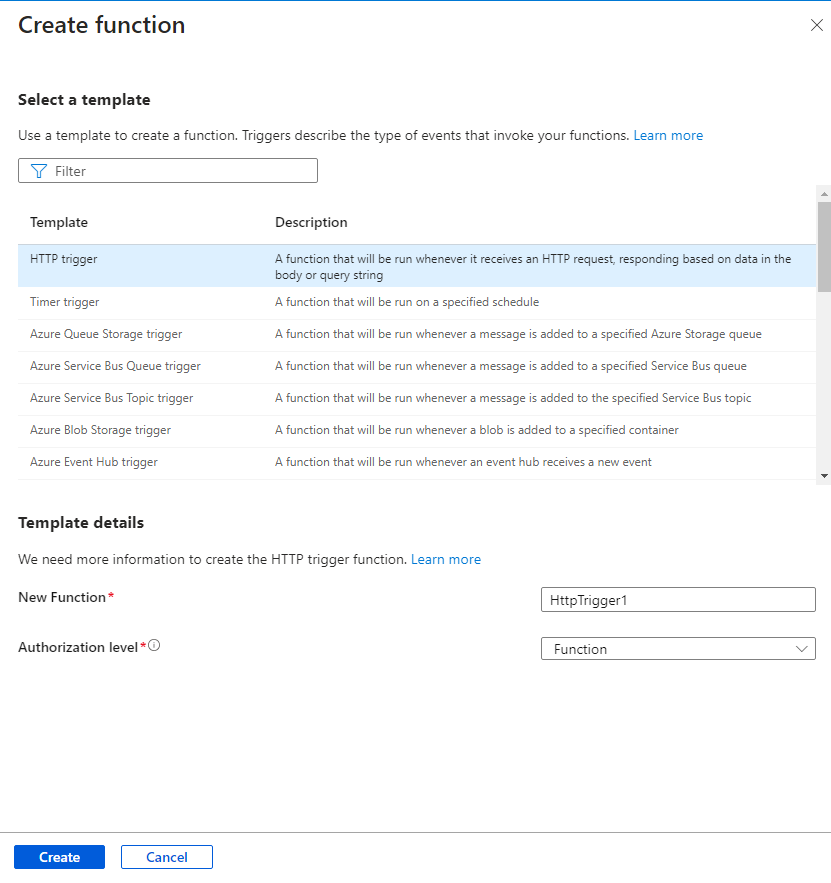 Create function
Select a template
Use a template to create a function. Triggers describe the type of events that invoke your functions. Learn more
Filter
Template Description
HTTP trigger A function that will be run whenever it receives an HTTP request, responding based on data in the
body or query string
Timer trigger A function that will be run on a specified schedule
Azure Queue Storage trigger A function that will be run whenever a message is added to a specified Azure Storage queue
Azure Service Bus Queue trigger A function that will be run whenever a message is added to a specified Service Bus queue
Azure Service Bus Topic trigger A function that will be run whenever a message is added to the specified Service Bus topic
Azure Blob Storage trigger A function that will be run whenever a blob is added to a specified container
Azure Event Hub trigger A function that will be run whenever an event hub receives a new event
Template details
We need more information to create the HTTP trigger function. Learn more
New Function* HttpTrigger1
Authorization level* Function
Create Cancel